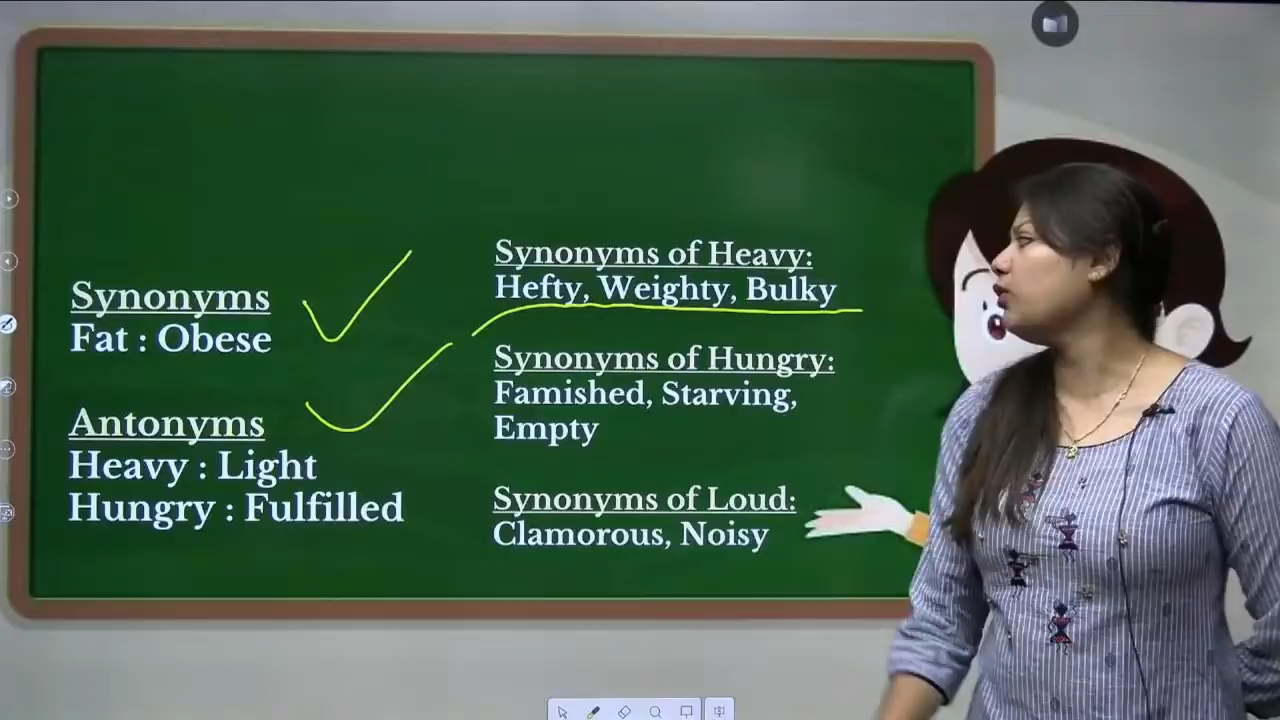 Synonyms
Fat : Obese
Antonyms
Heavy : Light
Hungry : Fulfilled
Synonyms of Heavy:
Hefty, Weighty, Bulky
Synonyms of Hungry:
Famished, Starving,
Empty
Synonyms of Loud:
Clamorous, Noisy